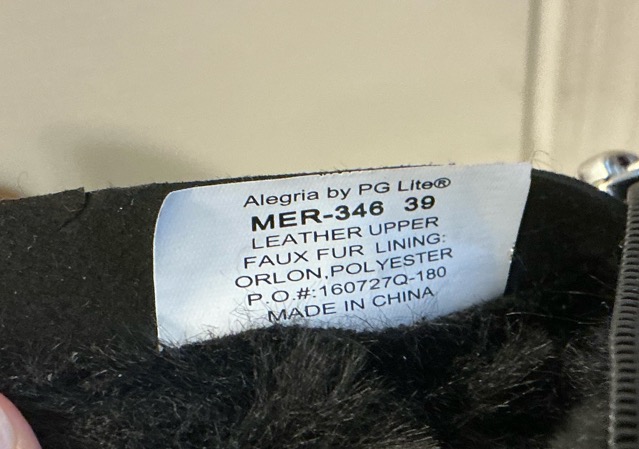 Alegria by PG Lite®
MER-346 39
LEATHER UPPER
FAUX FUR LINING:
ORLON,POLYESTER
P.O.#:160727Q-180
MADE IN CHINA